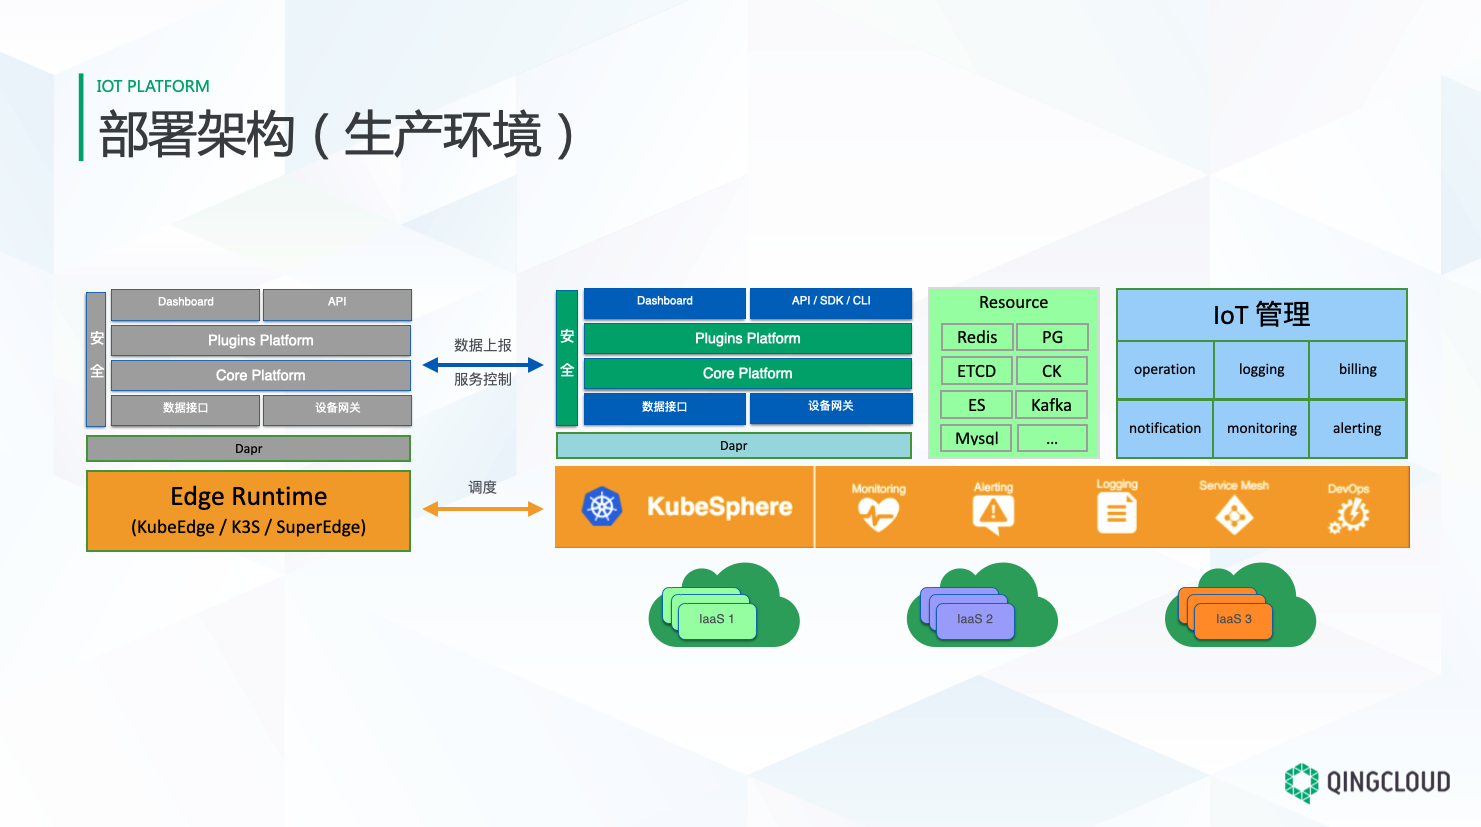 IOT PLATFORM
部署架构（生产环境）
安全
Dashboard
API
Plugins Platform
Core Platform
数据接口
设备网关
Dapr
Edge Runtime
(KubeEdge / K3S / SuperEdge)
数据上报
服务控制
调度
安全
Dashboard
API / SDK / CLI
Plugins Platform
Core Platform
数据接口
设备网关
Dapr
Resource
Redis
PG
ETCD
CK
ES
Kafka
Mysql
...
IoT 管理
operation
logging
billing
notification
monitoring
alerting
KubeSphere
Monitoring
Alerting
Logging
Service Mesh
DevOps
IaaS 1
IaaS 2
IaaS 3
QINGCLOUD